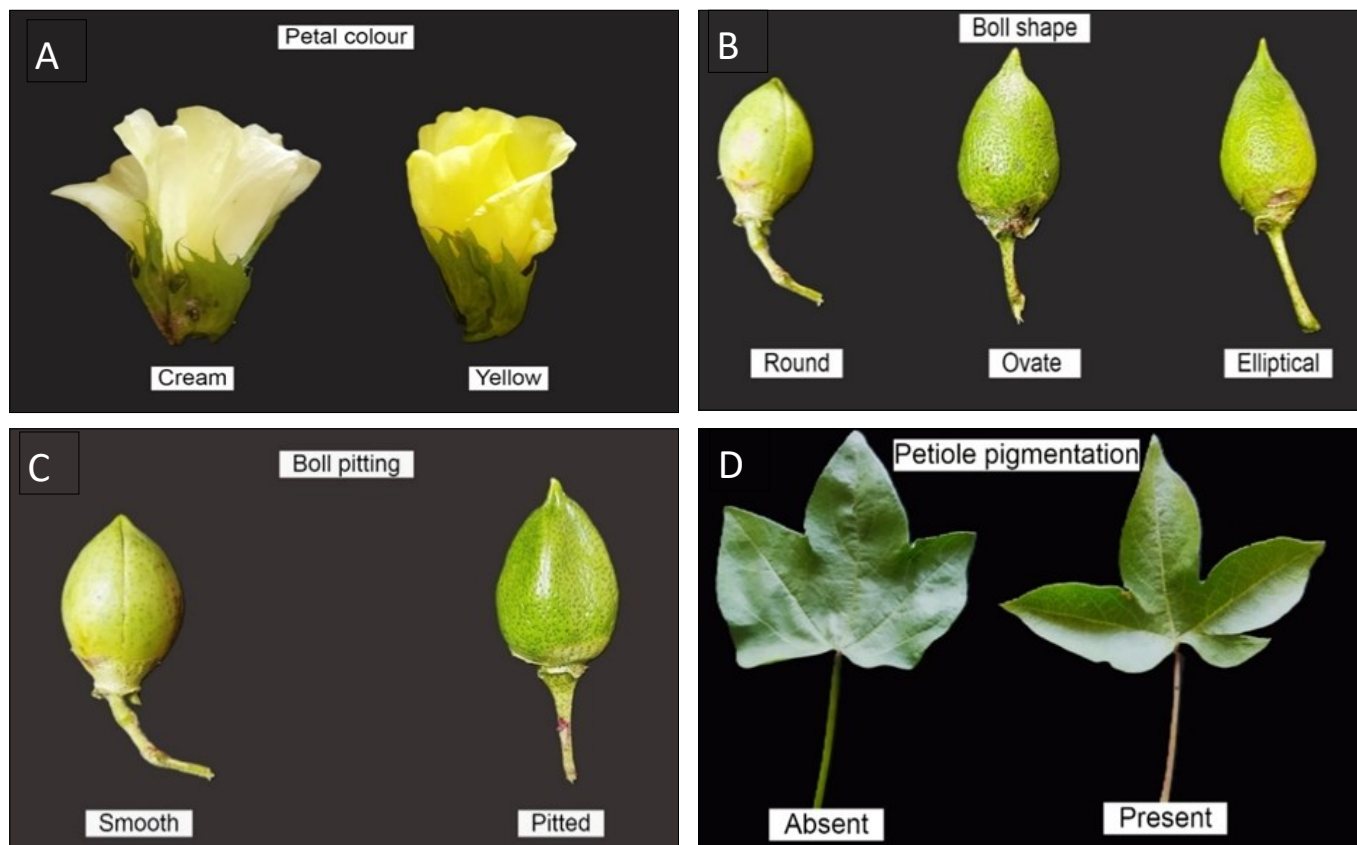 A
Petal colour
Cream
Yellow
B
Boll shape
Round
Ovate
Elliptical
C
Boll pitting
Smooth
Pitted
D
Petiole pigmentation
Absent
Present